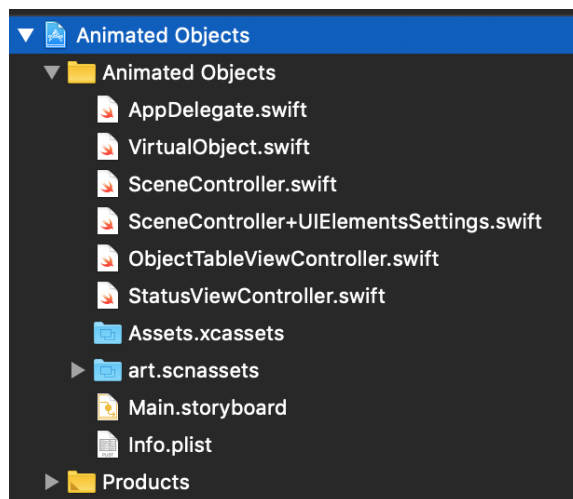 Animated Objects
Animated Objects
AppDelegate.swift
VirtualObject.swift
SceneController.swift
SceneController+UIElementsSettings.swift
ObjectTableViewController.swift
StatusViewController.swift
Assets.xcassets
art.scnassets
Main.storyboard
Info.plist
Products